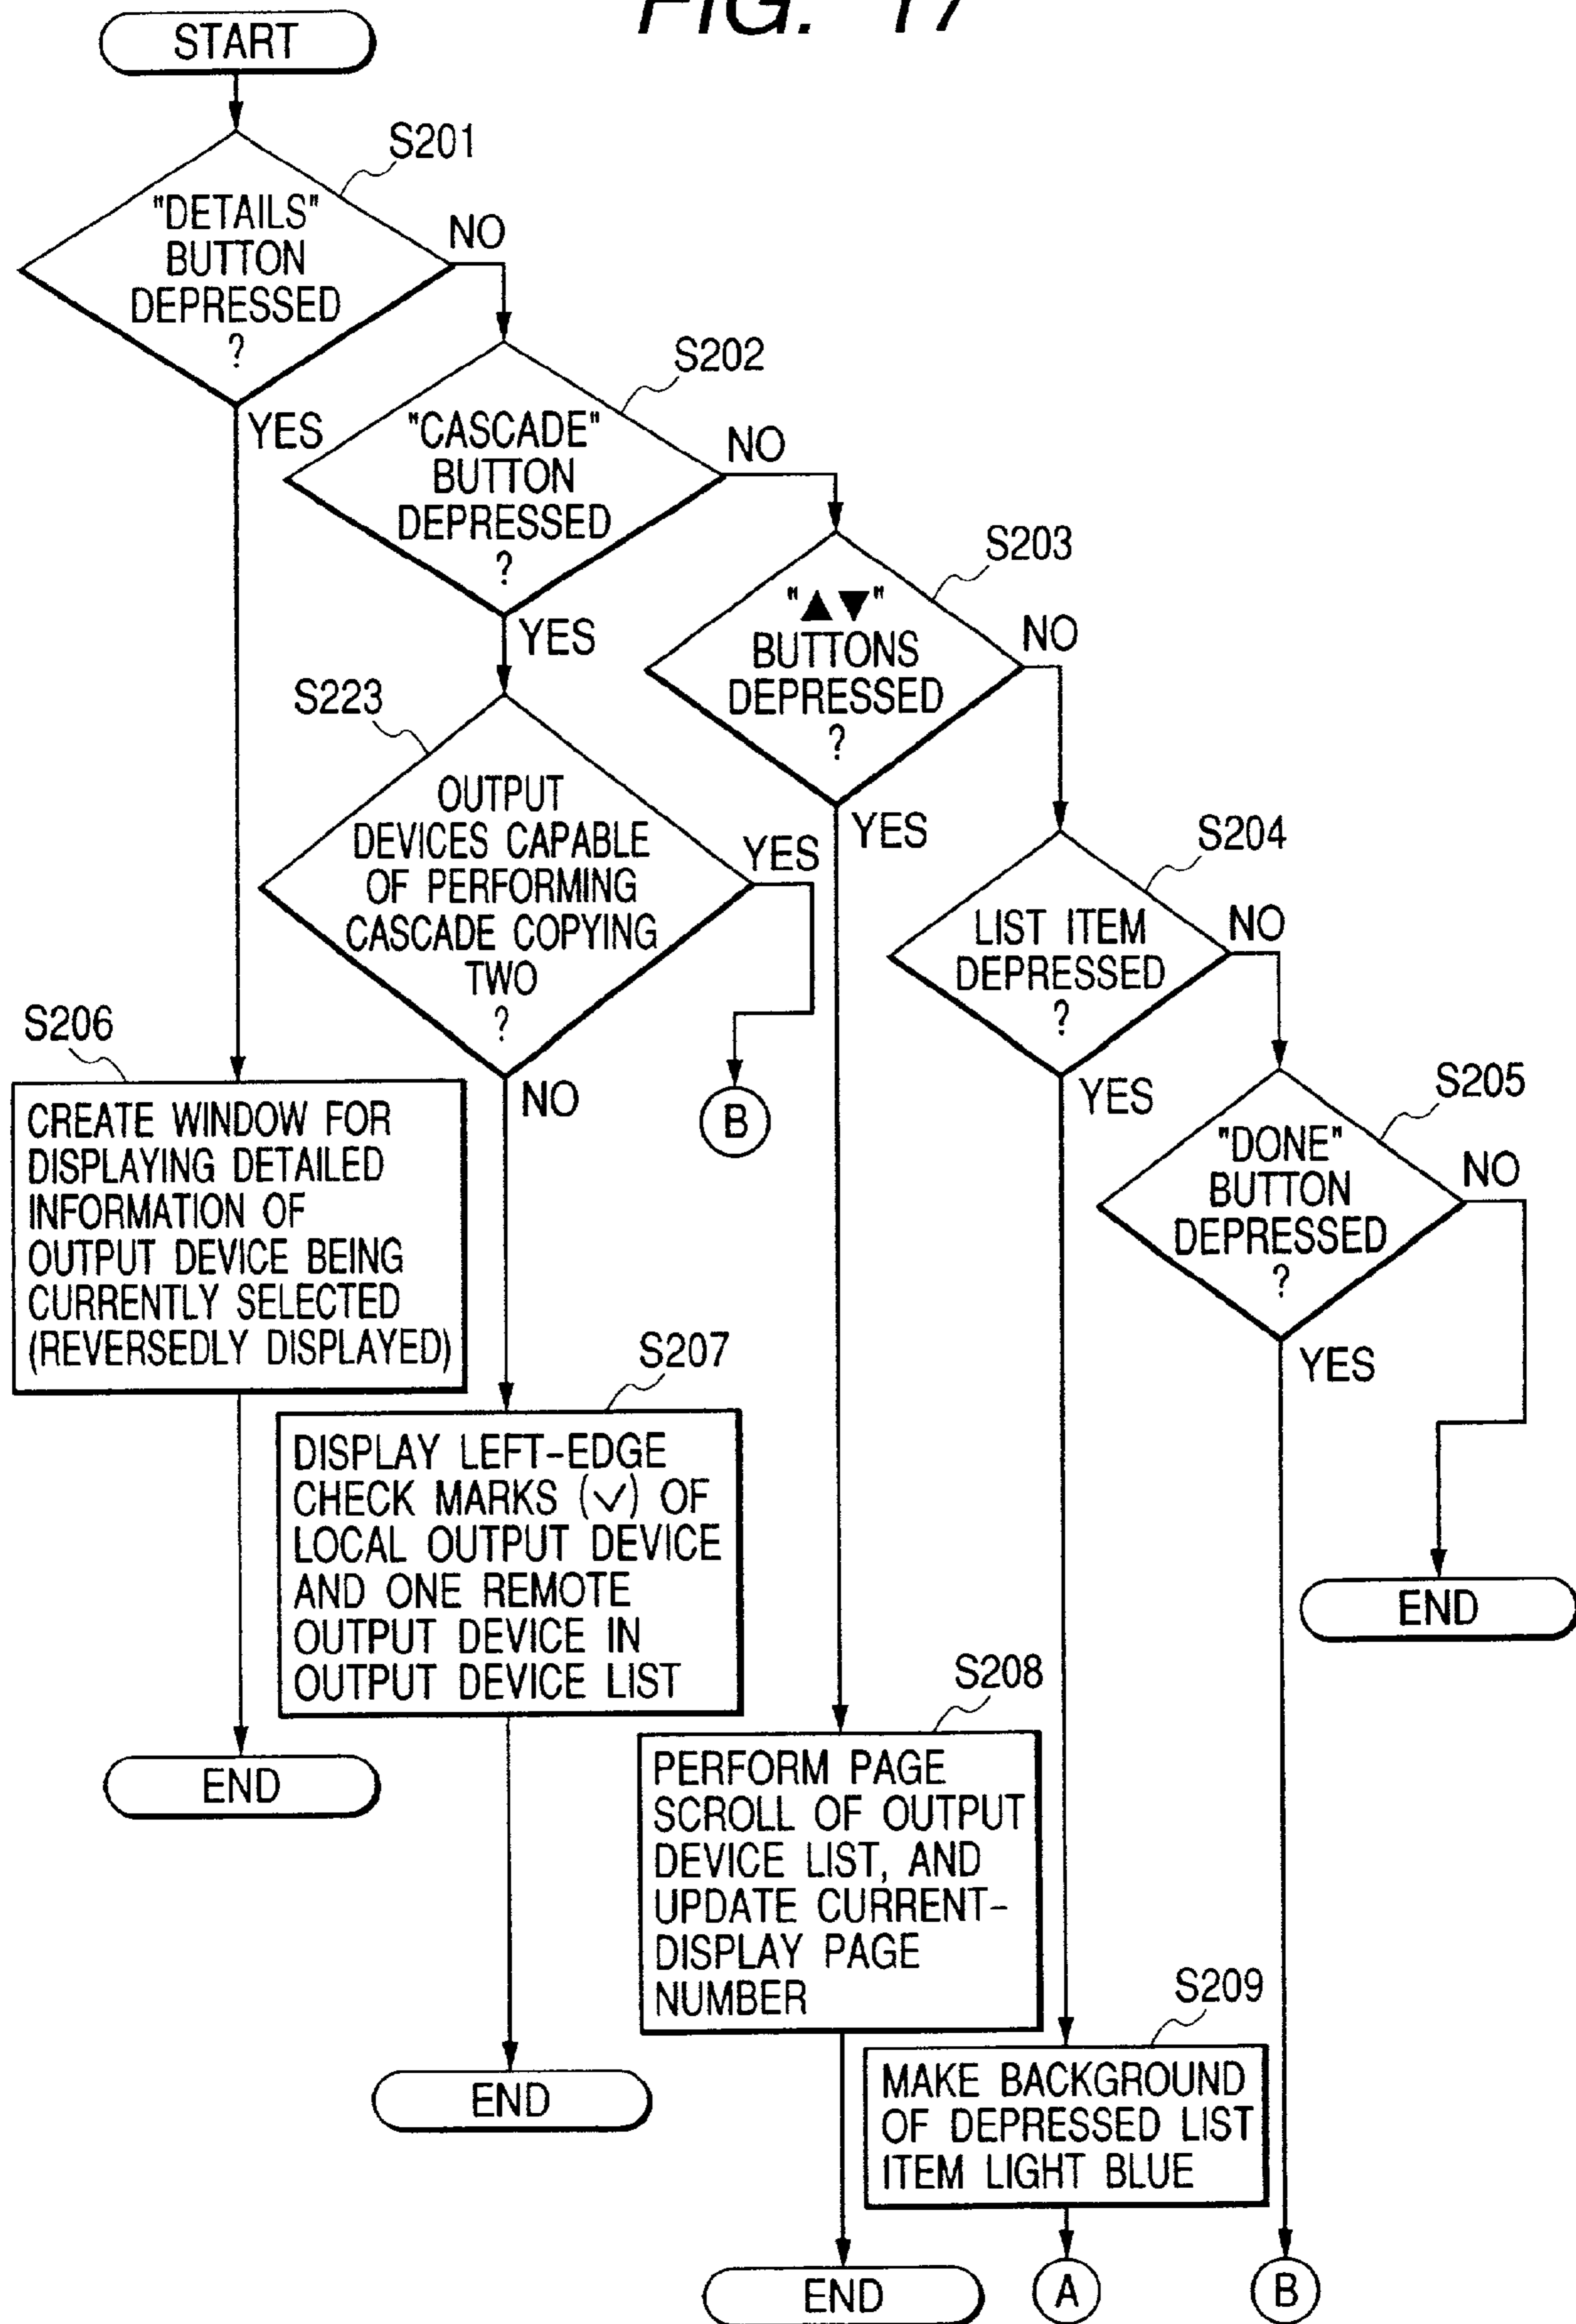 FIG. 17
START
S201
"DETAILS"
BUTTON
DEPRESSED
?
NO
YES
S202
"CASCADE"
BUTTON
DEPRESSED
?
NO
YES
S203
"▲▼"
BUTTONS
DEPRESSED
?
NO
YES
S223
OUTPUT
DEVICES CAPABLE
OF PERFORMING
CASCADE COPYING
TWO
?
YES
NO
B
S204
LIST ITEM
DEPRESSED
?
NO
YES
S205
"DONE"
BUTTON
DEPRESSED
?
NO
YES
END
S206
CREATE WINDOW FOR
DISPLAYING DETAILED
INFORMATION OF
OUTPUT DEVICE BEING
CURRENTLY SELECTED
(REVERSEDLY DISPLAYED)
END
S207
DISPLAY LEFT-EDGE
CHECK MARKS (✓) OF
LOCAL OUTPUT DEVICE
AND ONE REMOTE
OUTPUT DEVICE IN
OUTPUT DEVICE LIST
END
S208
PERFORM PAGE
SCROLL OF OUTPUT
DEVICE LIST, AND
UPDATE CURRENT-
DISPLAY PAGE
NUMBER
END
S209
MAKE BACKGROUND
OF DEPRESSED LIST
ITEM LIGHT BLUE
A
B